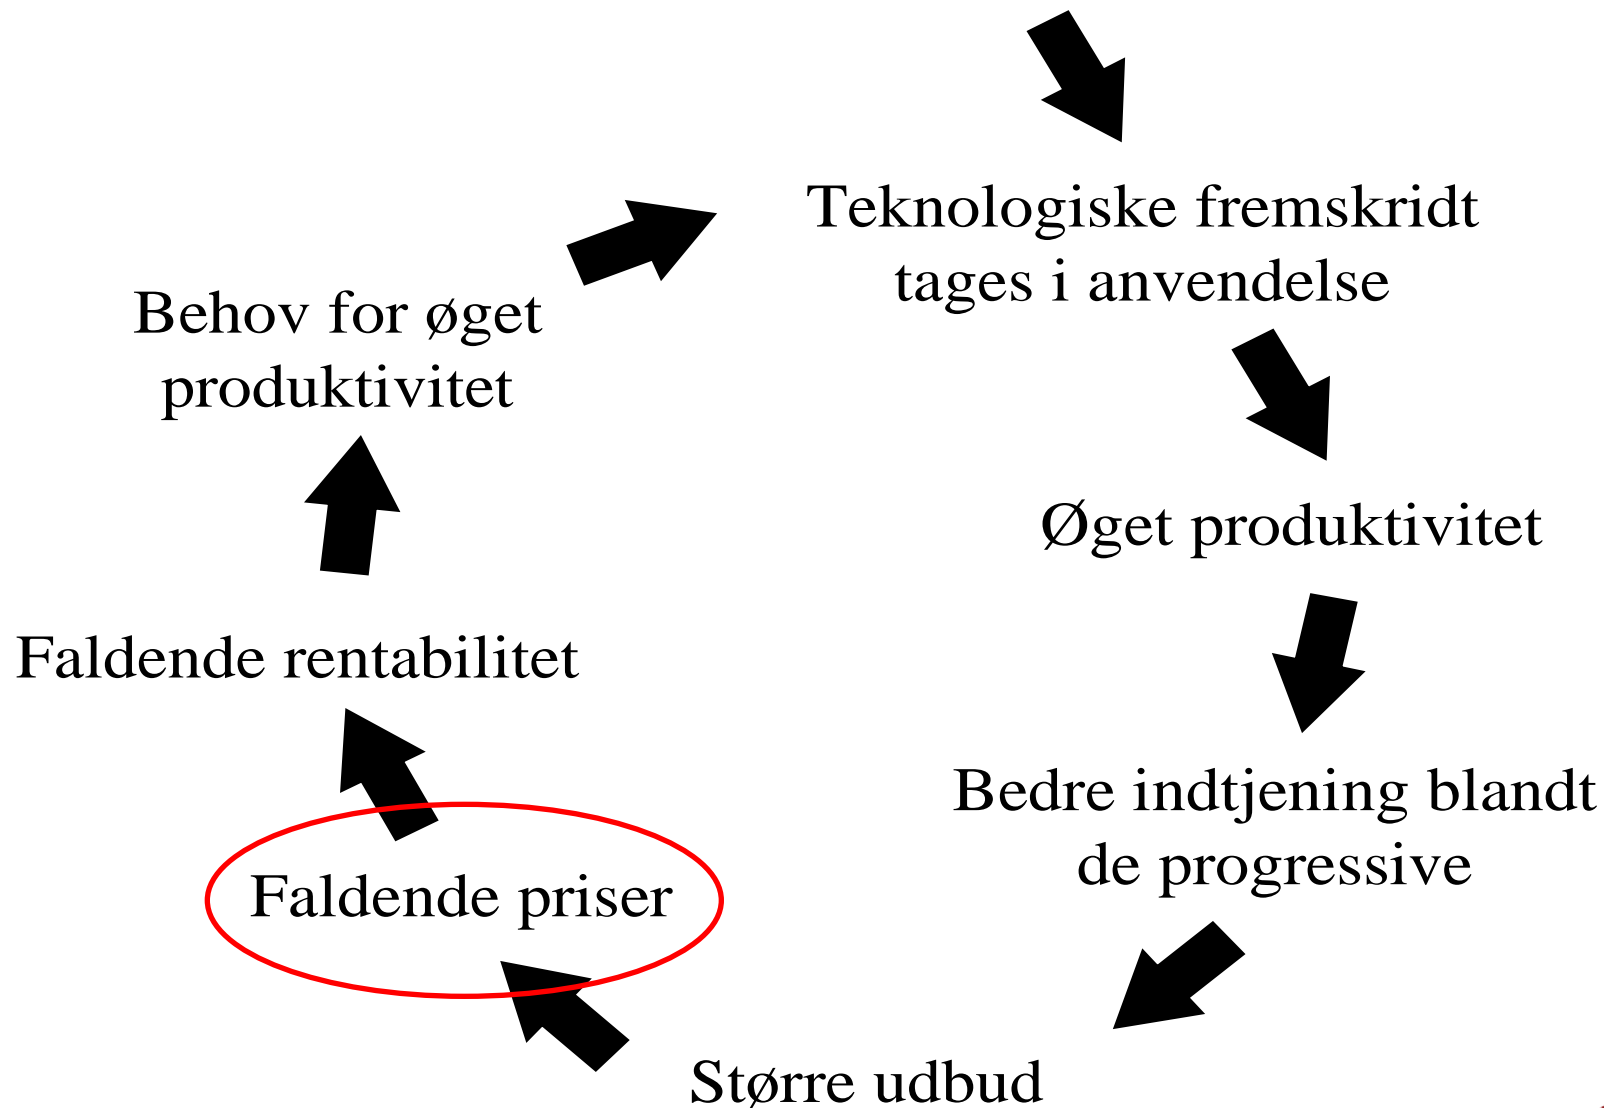 Teknologiske fremskridt
tages i anvendelse
Behov for øget
produktivitet
Øget produktivitet
Faldende rentabilitet
Bedre indtjening blandt
de progressive
Faldende priser
Større udbud